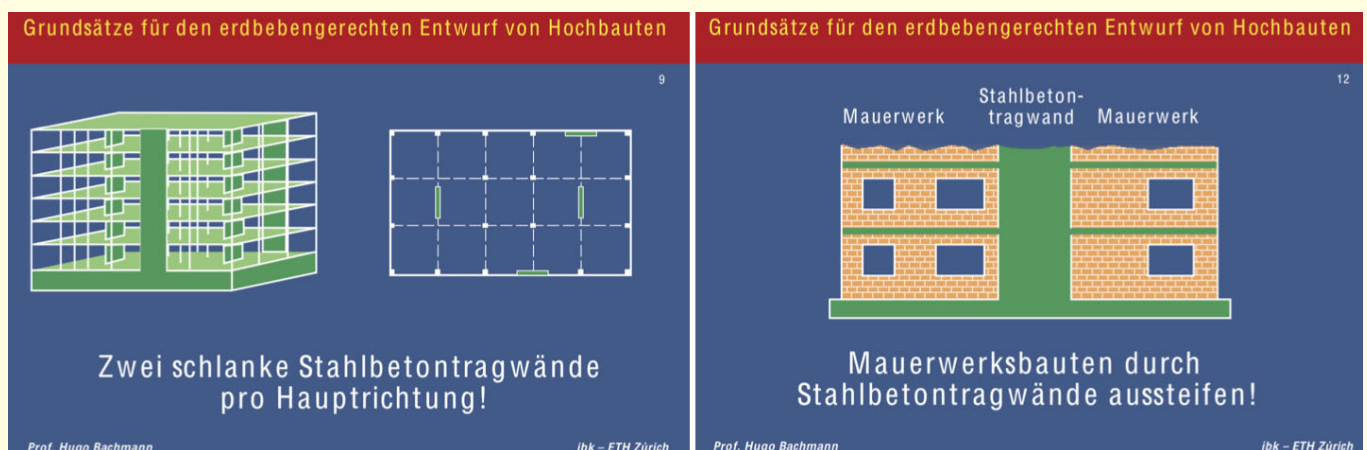 Grundsätze für den erdbebengerechten Entwurf von Hochbauten
9
Zwei schlanke Stahlbetontragwände
pro Hauptrichtung!
Prof. Hugo Bachmann
ibk – ETH Zürich
Grundsätze für den erdbebengerechten Entwurf von Hochbauten
12
Mauerwerk
Stahlbeton-
tragwand
Mauerwerk
Mauerwerksbauten durch
Stahlbetontragwände aussteifen!
Prof. Hugo Bachmann
ibk – ETH Zürich